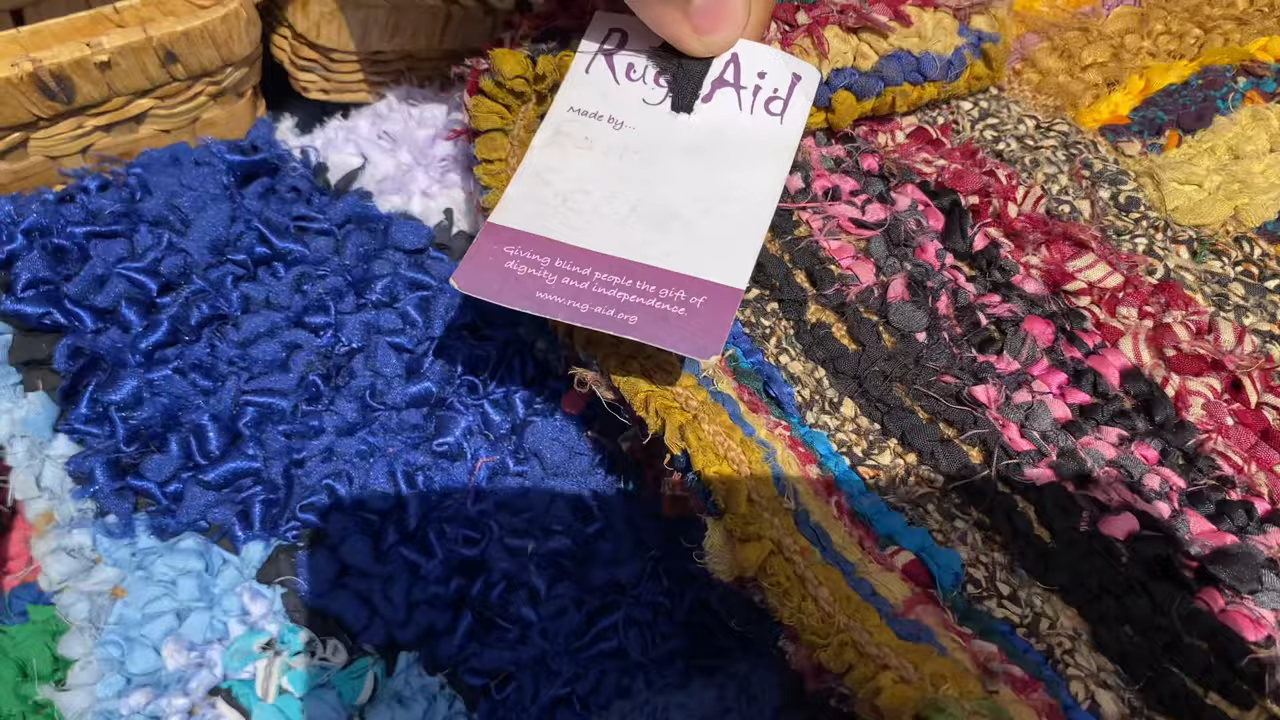 Rug Aid
Made by...
Giving blind people the gift of
dignity and independence.
www.rug-aid.org